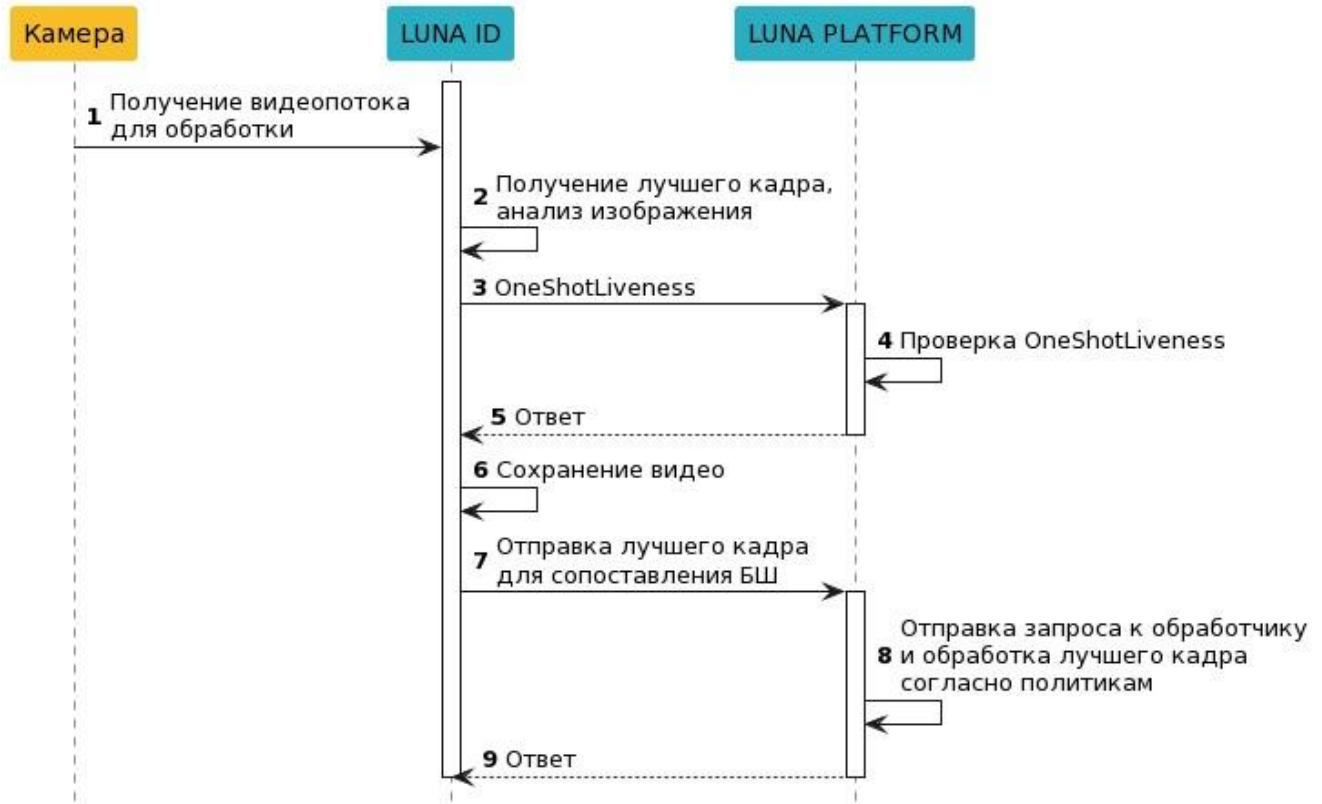 Камера
LUNA ID
LUNA PLATFORM
1 Получение видеопотока
для обработки
2 Получение лучшего кадра,
анализ изображения
3 OneShotLiveness
4 Проверка OneShotLiveness
5 Ответ
6 Сохранение видео
7 Отправка лучшего кадра
для сопоставления БШ
Отправка запроса к обработчику
8 и обработка лучшего кадра
согласно политикам
9 Ответ